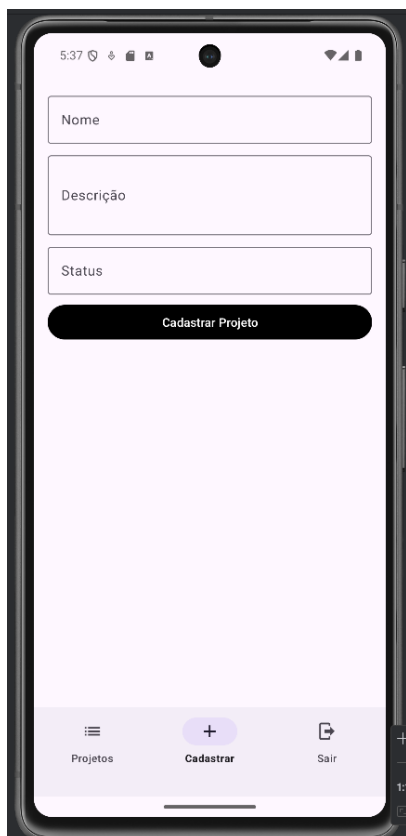 5:37
Nome
Descrição
Status
Cadastrar Projeto
Projetos
Cadastrar
Sair